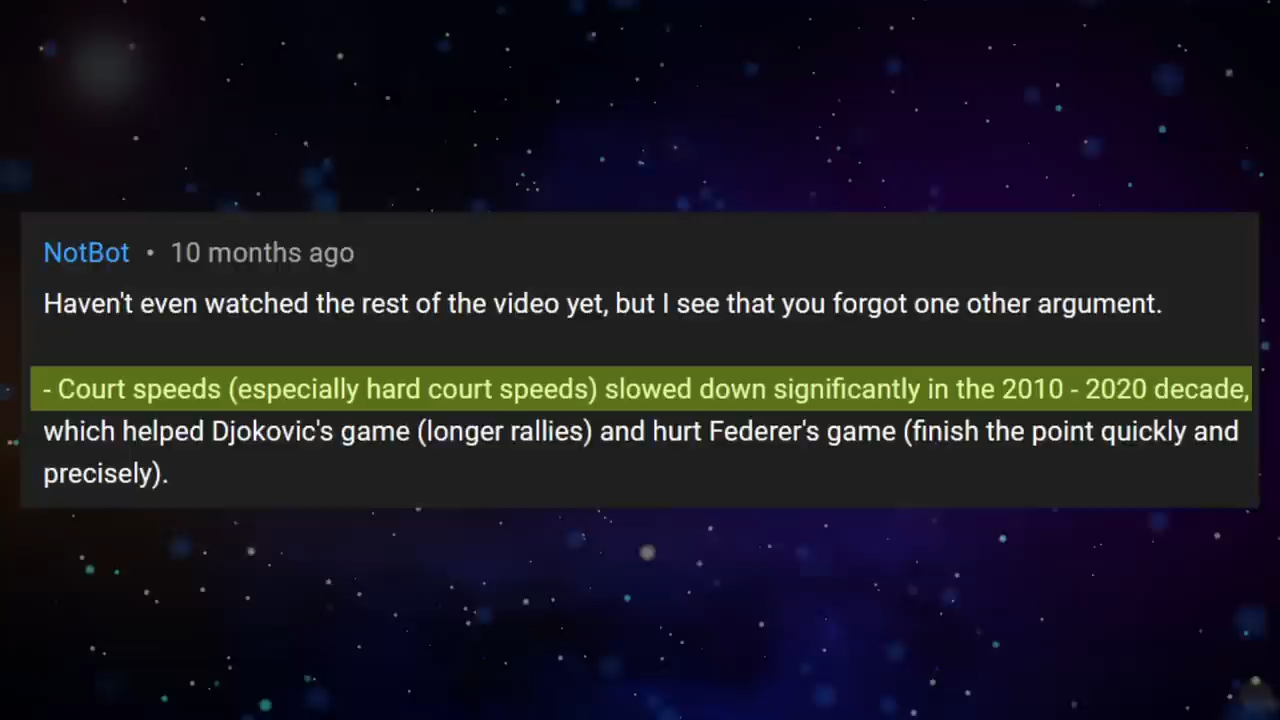 NotBot • 10 months ago
Haven't even watched the rest of the video yet, but I see that you forgot one other argument.
- Court speeds (especially hard court speeds) slowed down significantly in the 2010 - 2020 decade,
which helped Djokovic's game (longer rallies) and hurt Federer's game (finish the point quickly and
precisely).